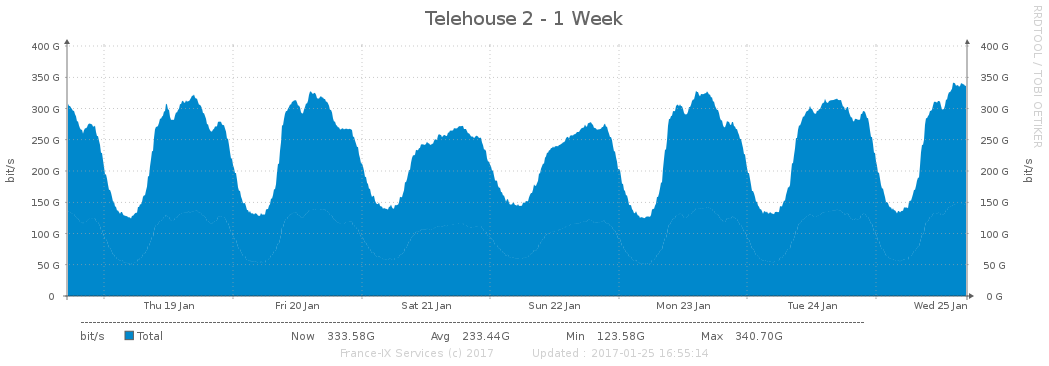 Telehouse 2 - 1 Week
RRDTOOL / TOBI OETIKER
400 G 400 G
350 G 350 G
300 G 300 G
250 G 250 G
200 G 200 G
150 G 150 G
100 G 100 G
50 G 50 G
0 0 G
bit/s bit/s
Thu 19 Jan Fri 20 Jan Sat 21 Jan Sun 22 Jan Mon 23 Jan Tue 24 Jan Wed 25 Jan
bit/s Total Now 333.58G Avg 233.44G Min 123.58G Max 340.70G
France-IX Services (c) 2017 Updated : 2017-01-25 16:55:14